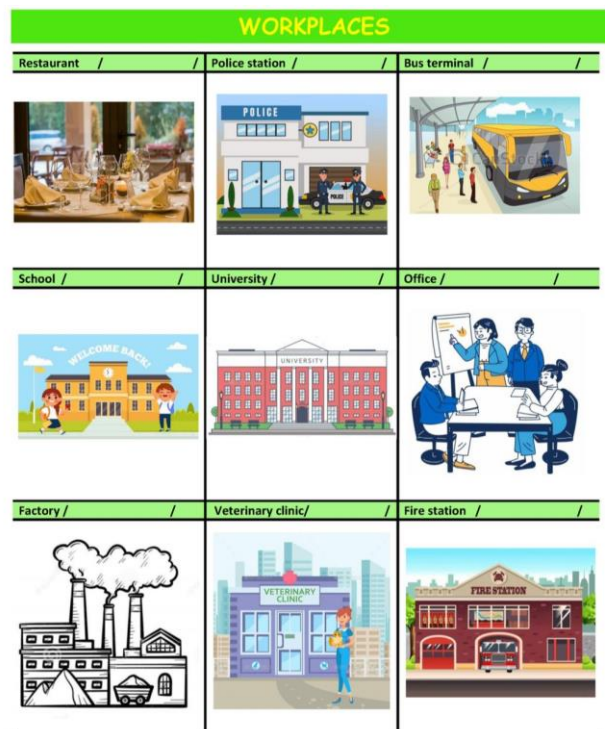 WORKPLACES
Restaurant / /
Police station / /
Bus terminal / /
POLICE
POLICE
School / /
University / /
Office / /
WELCOME BACK!
UNIVERSITY
Factory / /
Veterinary clinic/ /
Fire station / /
VETERINARY
CLINIC
FIRE STATION